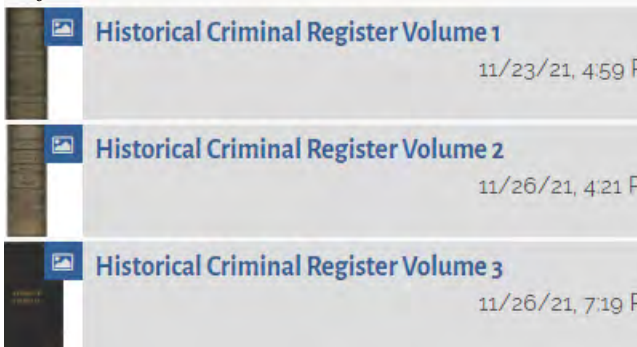 Historical Criminal Register Volume 1
11/23/21, 4:59 P
Historical Criminal Register Volume 2
11/26/21, 4:21 P
Historical Criminal Register Volume 3
11/26/21, 7:19 P